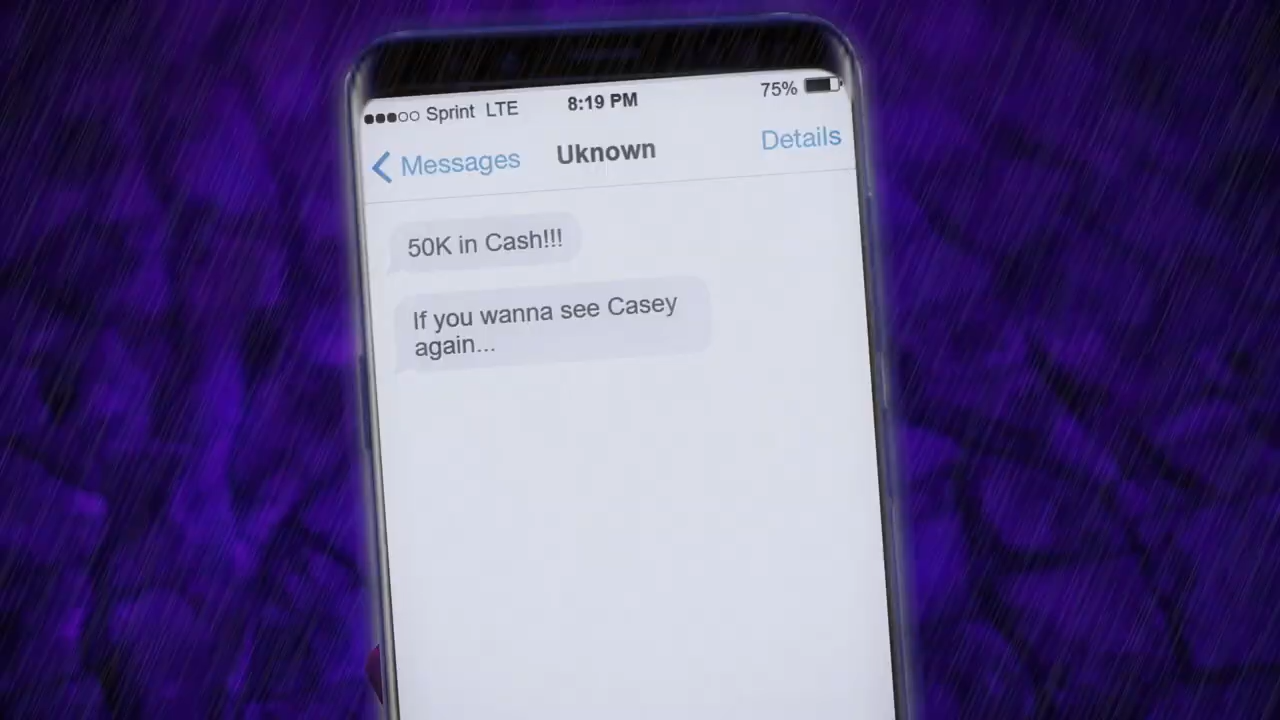 Sprint LTE 8:19 PM 75%
Messages Uknown Details
50K in Cash!!!
If you wanna see Casey
again...